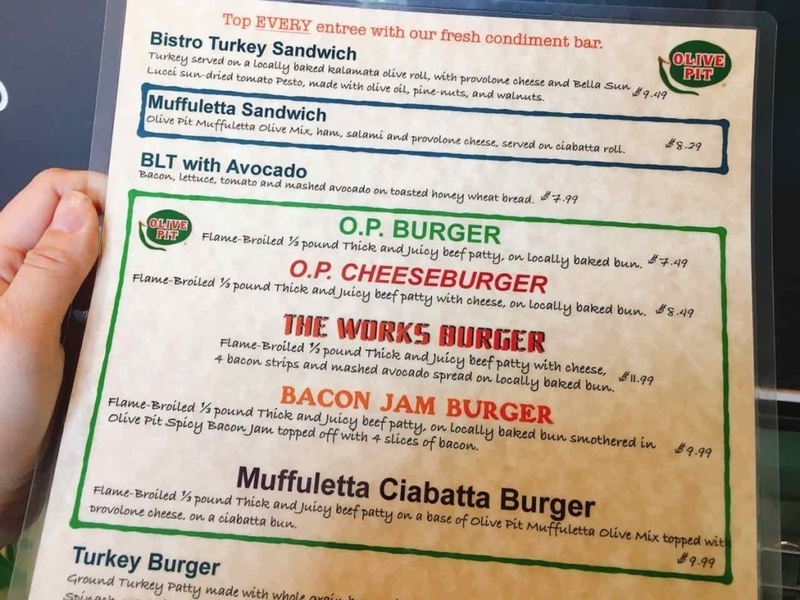 Top EVERY entree with our fresh condiment bar.
Bistro Turkey Sandwich
Turkey served on a locally baked kalamata olive roll, with provolone cheese and Bella Sun
Lucci sun-dried tomato Pesto, made with olive oil, pine-nuts, and walnuts. $9.49
OLIVE
PIT
Muffuletta Sandwich
Olive Pit Muffuletta Olive Mix, ham, salami and provolone cheese, served on ciabatta roll. $8.29
BLT with Avocado
Bacon, lettuce, tomato and mashed avocado on toasted honey wheat bread. $7.99
OLIVE
PIT
O.P. BURGER
Flame-Broiled ⅓ pound Thick and Juicy beef patty, on locally baked bun. $7.49
O.P. CHEESEBURGER
Flame-Broiled ⅓ pound Thick and Juicy beef patty with cheese, on locally baked bun. $8.49
THE WORKS BURGER
Flame-Broiled ⅓ pound Thick and Juicy beef patty with cheese,
4 bacon strips and mashed avocado spread on locally baked bun. $11.99
BACON JAM BURGER
Flame-Broiled ⅓ pound Thick and Juicy beef patty, on locally baked bun smothered in
Olive Pit Spicy Bacon Jam topped off with 4 slices of bacon. $9.99
Muffuletta Ciabatta Burger
Flame-Broiled ⅓ pound Thick and Juicy beef patty on a base of Olive Pit Muffuletta Olive Mix topped wit
provolone cheese, on a ciabatta bun. $9.99
Turkey Burger
Ground Turkey Patty made with whole grain